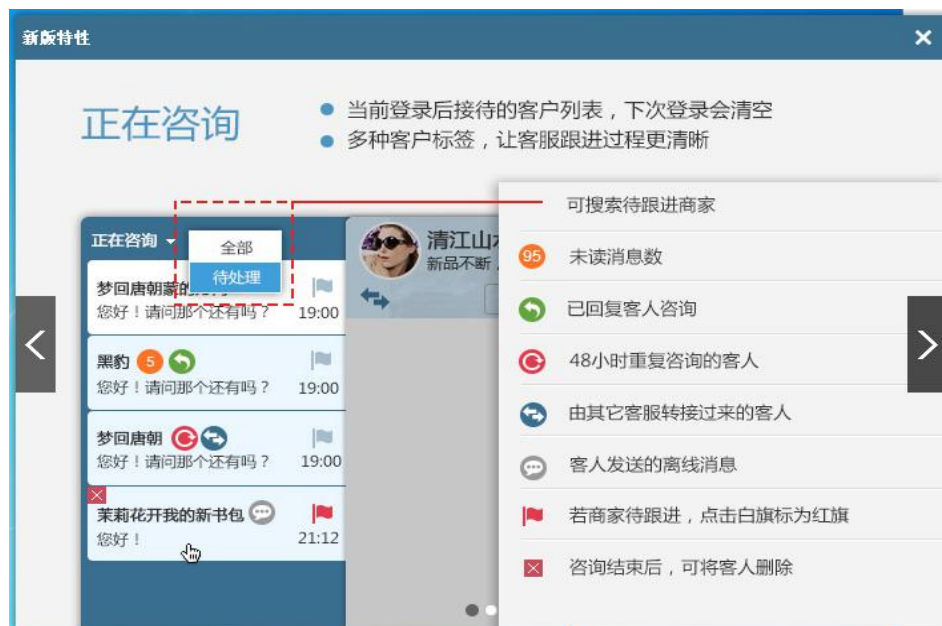 新版特性
正在咨询
当前登录后接待的客户列表，下次登录会清空
多种客户标签，让客服跟进过程更清晰
正在咨询
全部
待处理
梦回唐朝蒙的
您好！请问那个还有吗？ 19:00
黑豹 5
您好！请问那个还有吗？ 19:00
梦回唐朝
您好！请问那个还有吗？ 19:00
茉莉花开我的新书包
您好！ 21:12
清江山
新品不断，
可搜索待跟进商家
95 未读消息数
已回复客人咨询
48小时重复咨询的客人
由其它客服转接过来的客人
客人发送的离线消息
若商家待跟进，点击白旗标为红旗
咨询结束后，可将客人删除